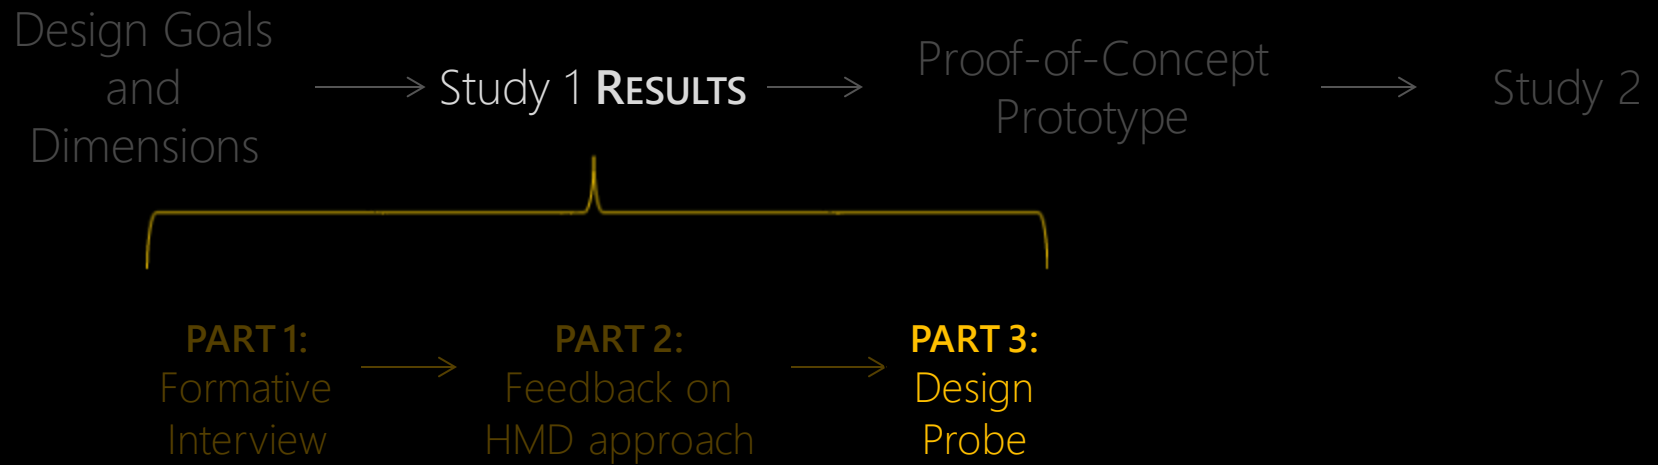 Design Goals
and
Dimensions
Study 1 RESULTS
Proof-of-Concept
Prototype
Study 2
PART 1:
Formative
Interview
PART 2:
Feedback on
HMD approach
PART 3:
Design
Probe